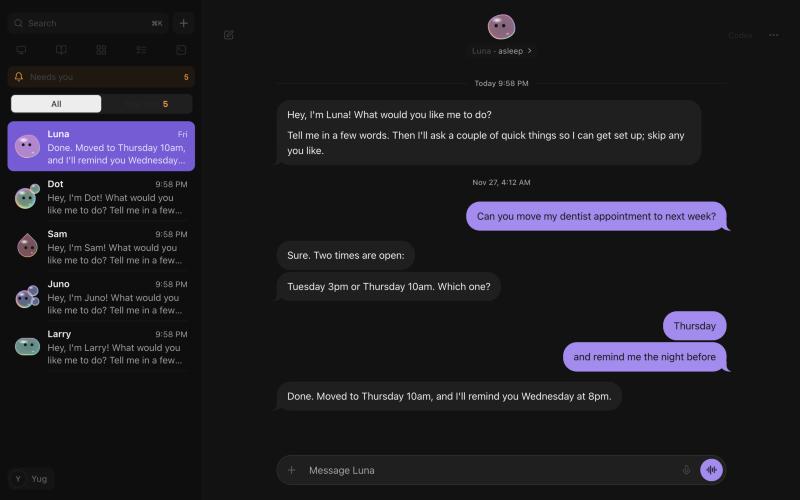 Search
⌘K
Needs you
5
All
5
Luna
Fri
Done. Moved to Thursday 10am,
and I'll remind you Wednesday...
Dot
9:58 PM
Hey, I'm Dot! What would you
like me to do? Tell me in a few...
Sam
9:58 PM
Hey, I'm Sam! What would you
like me to do? Tell me in a few...
Juno
9:58 PM
Hey, I'm Juno! What would you
like me to do? Tell me in a few...
Larry
9:58 PM
Hey, I'm Larry! What would you
like me to do? Tell me in a few...
Y
Yug
Luna · asleep
Codex
Today 9:58 PM
Hey, I'm Luna! What would you like me to do?
Tell me in a few words. Then I'll ask a couple of quick things so I can get set up; skip any
you like.
Nov 27, 4:12 AM
Can you move my dentist appointment to next week?
Sure. Two times are open:
Tuesday 3pm or Thursday 10am. Which one?
Thursday
and remind me the night before
Done. Moved to Thursday 10am, and I'll remind you Wednesday at 8pm.
Message Luna